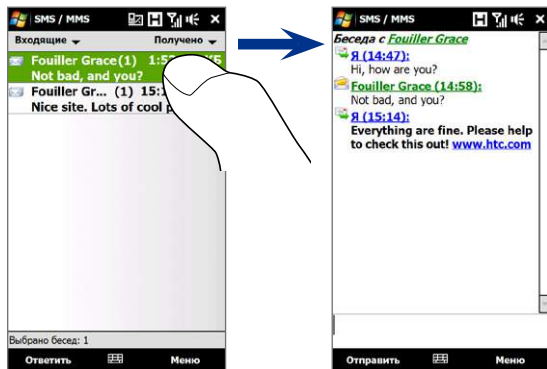 SMS / MMS
Входящие Получено
Fouiller Grace(1) 1:5
Not bad, and you?
Fouiller Gr... (1) 15:
Nice site. Lots of cool
Выбрано бесед: 1
Ответить Меню
SMS / MMS
Беседа с Fouiller Grace
Я (14:47):
Hi, how are you?
Fouiller Grace (14:58):
Not bad, and you?
Я (15:14):
Everything are fine. Please help
to check this out! www.htc.com
Отправить Меню